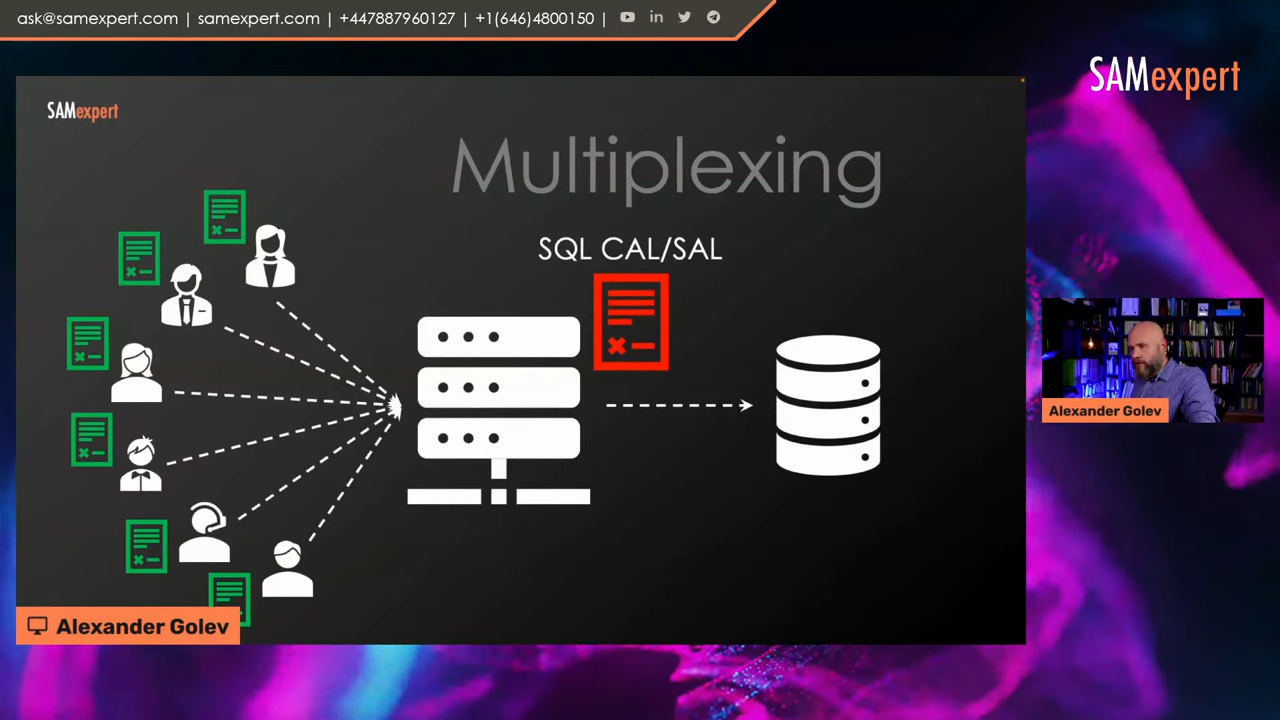 ask@samexpert.com | samexpert.com | +447887960127 | +1(646)4800150 |
SAMexpert
SAMexpert
Multiplexing
SQL CAL/SAL
Alexander Golev
Alexander Golev